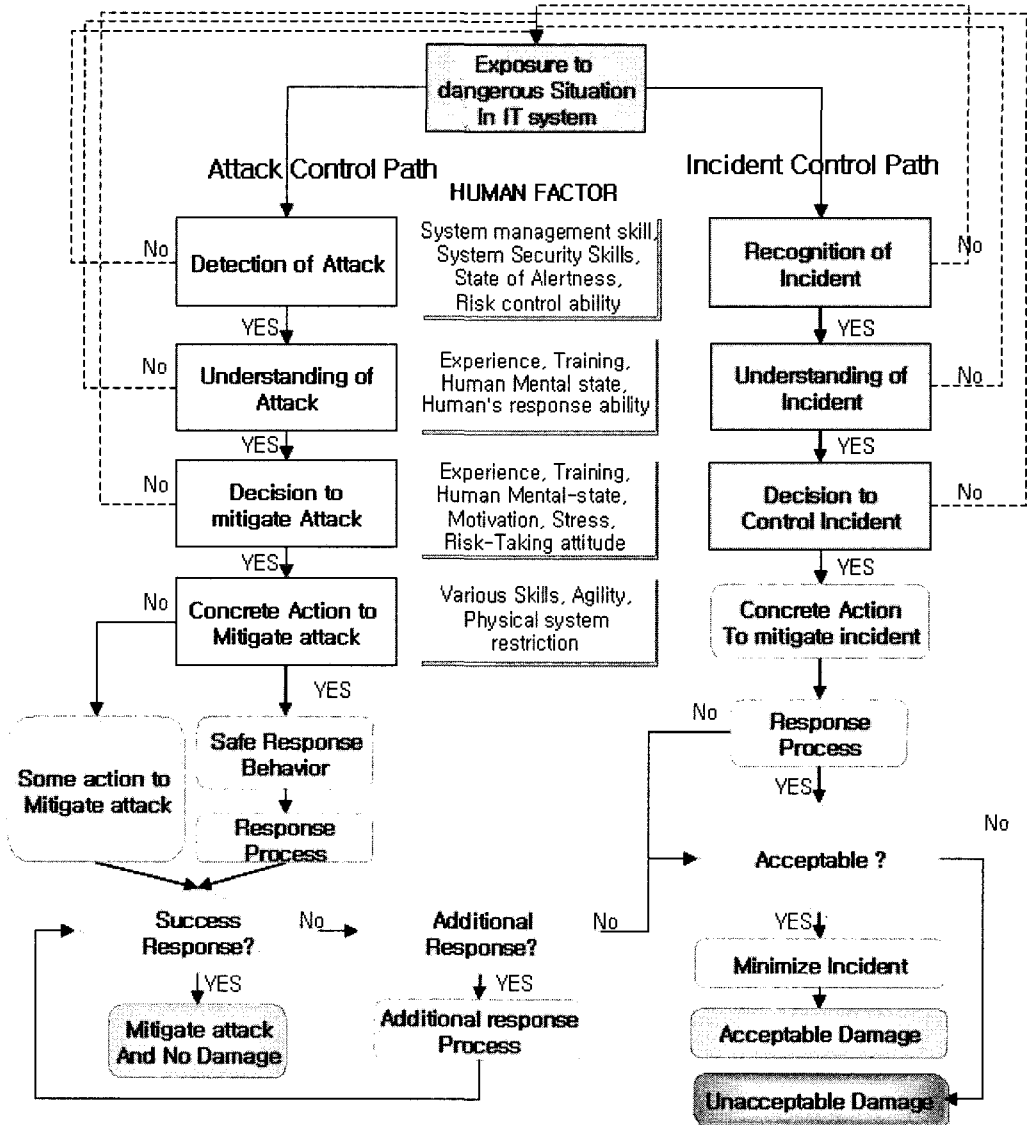 Exposure to
dangerous Situation
In IT system
Attack Control Path
HUMAN FACTOR
Incident Control Path
No
Detection of Attack
System management skill,
System Security Skills,
State of Alertness,
Risk control ability
Recognition of
Incident
No
YES
YES
No
Understanding of
Attack
Experience, Training,
Human Mental state,
Human's response ability
Understanding of
Incident
No
YES
YES
No
Decision to
mitigate Attack
Experience, Training,
Human Mental-state,
Motivation, Stress,
Risk-Taking attitude
Decision to
Control Incident
No
YES
YES
No
Concrete Action to
Mitigate attack
Various Skills, Agility,
Physical system
restriction
Concrete Action
To mitigate incident
YES
No
Some action to
Mitigate attack
Safe Response
Behavior
Response
Process
Response
Process
YES
No
Acceptable ?
Success
Response?
No
Additional
Response?
No
YES
YES
YES
Minimize Incident
Mitigate attack
And No Damage
Additional response
Process
Acceptable Damage
Unacceptable Damage